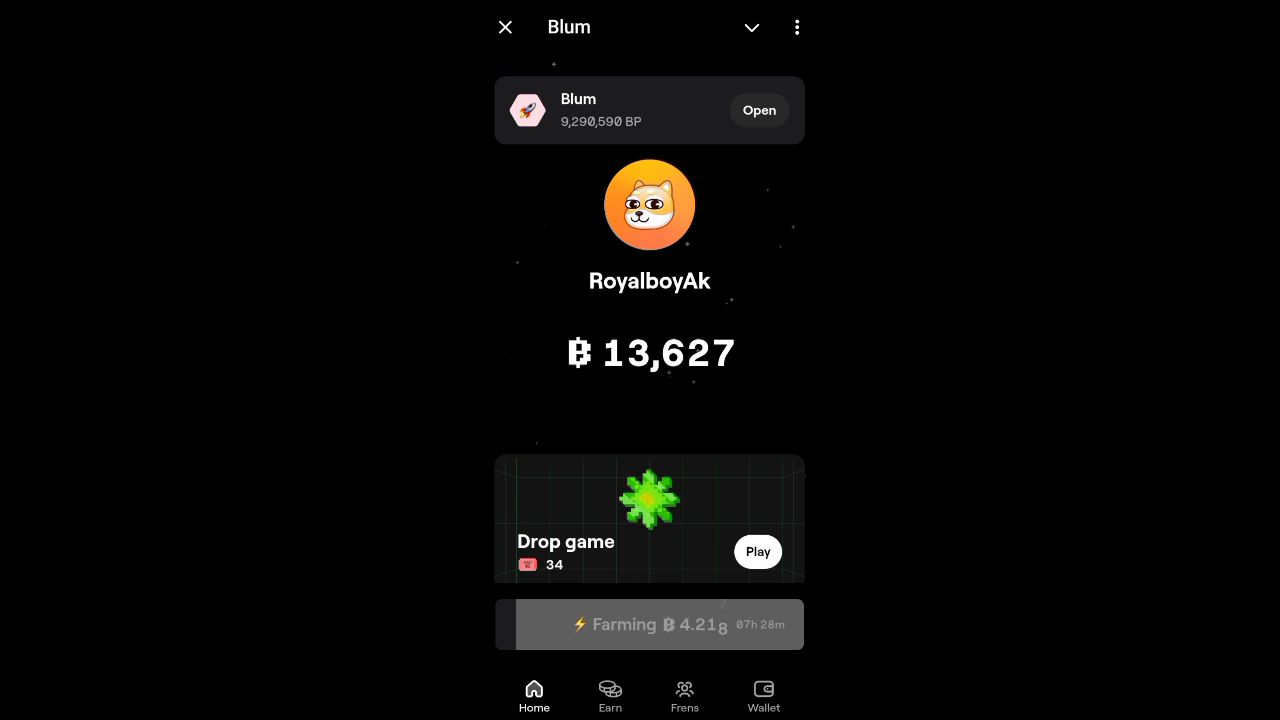 Blum
Blum
9,290,590 BP
Open
RoyalboyAk
13,627
Drop game
34
Play
Farming 4.218 07h 28m
Home Earn Frens Wallet